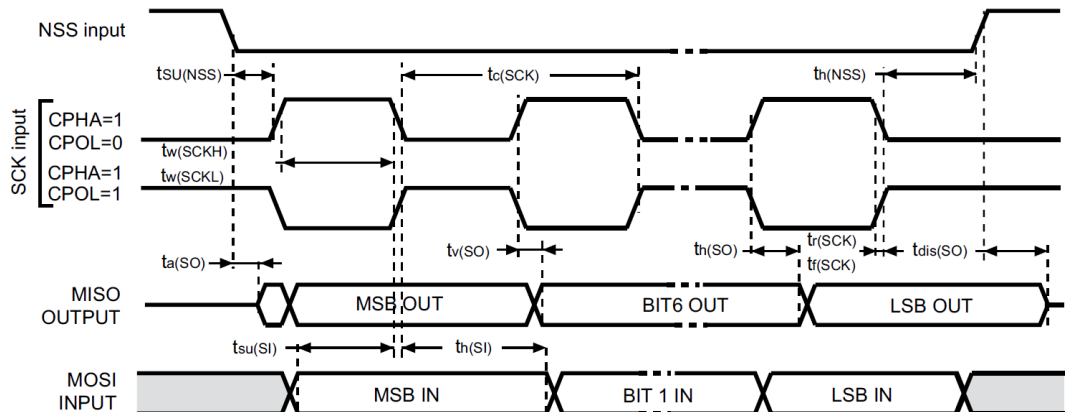 NSS input
tSU(NSS)
tc(SCK)
th(NSS)
SCK input
CPHA=1
CPOL=0
tw(SCKH)
CPHA=1
tw(SCKL)
CPOL=1
ta(SO)
tv(SO)
th(SO)
tr(SCK)
tf(SCK)
tdis(SO)
MISO
OUTPUT
MSB OUT
BIT6 OUT
LSB OUT
tsu(SI)
th(SI)
MOSI
INPUT
MSB IN
BIT 1 IN
LSB IN